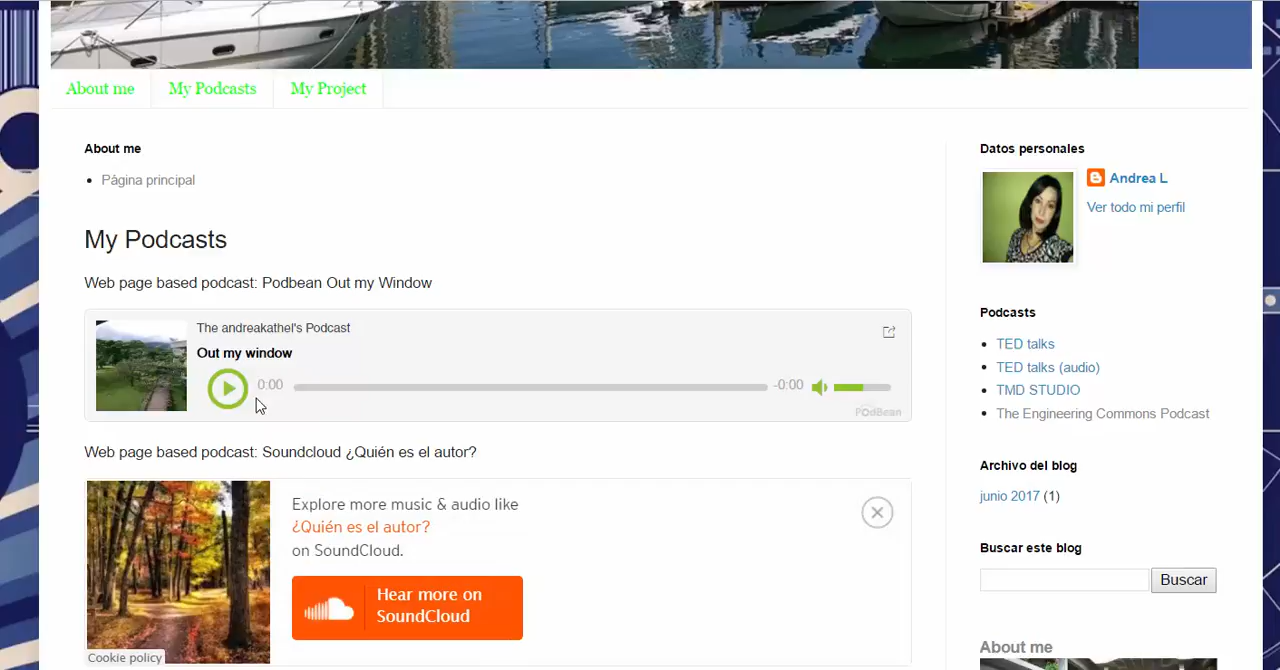 About me
My Podcasts
My Project
About me
Página principal
My Podcasts
Web page based podcast: Podbean Out my Window
The andreakathel's Podcast
Out my window
0:00
-0:00
PodBean
Web page based podcast: Soundcloud ¿Quién es el autor?
Explore more music & audio like
¿Quién es el autor?
on SoundCloud.
Hear more on
SoundCloud
Cookie policy
Datos personales
Andrea L
Ver todo mi perfil
Podcasts
TED talks
TED talks (audio)
TMD STUDIO
The Engineering Commons Podcast
Archivo del blog
junio 2017 (1)
Buscar este blog
Buscar
About me